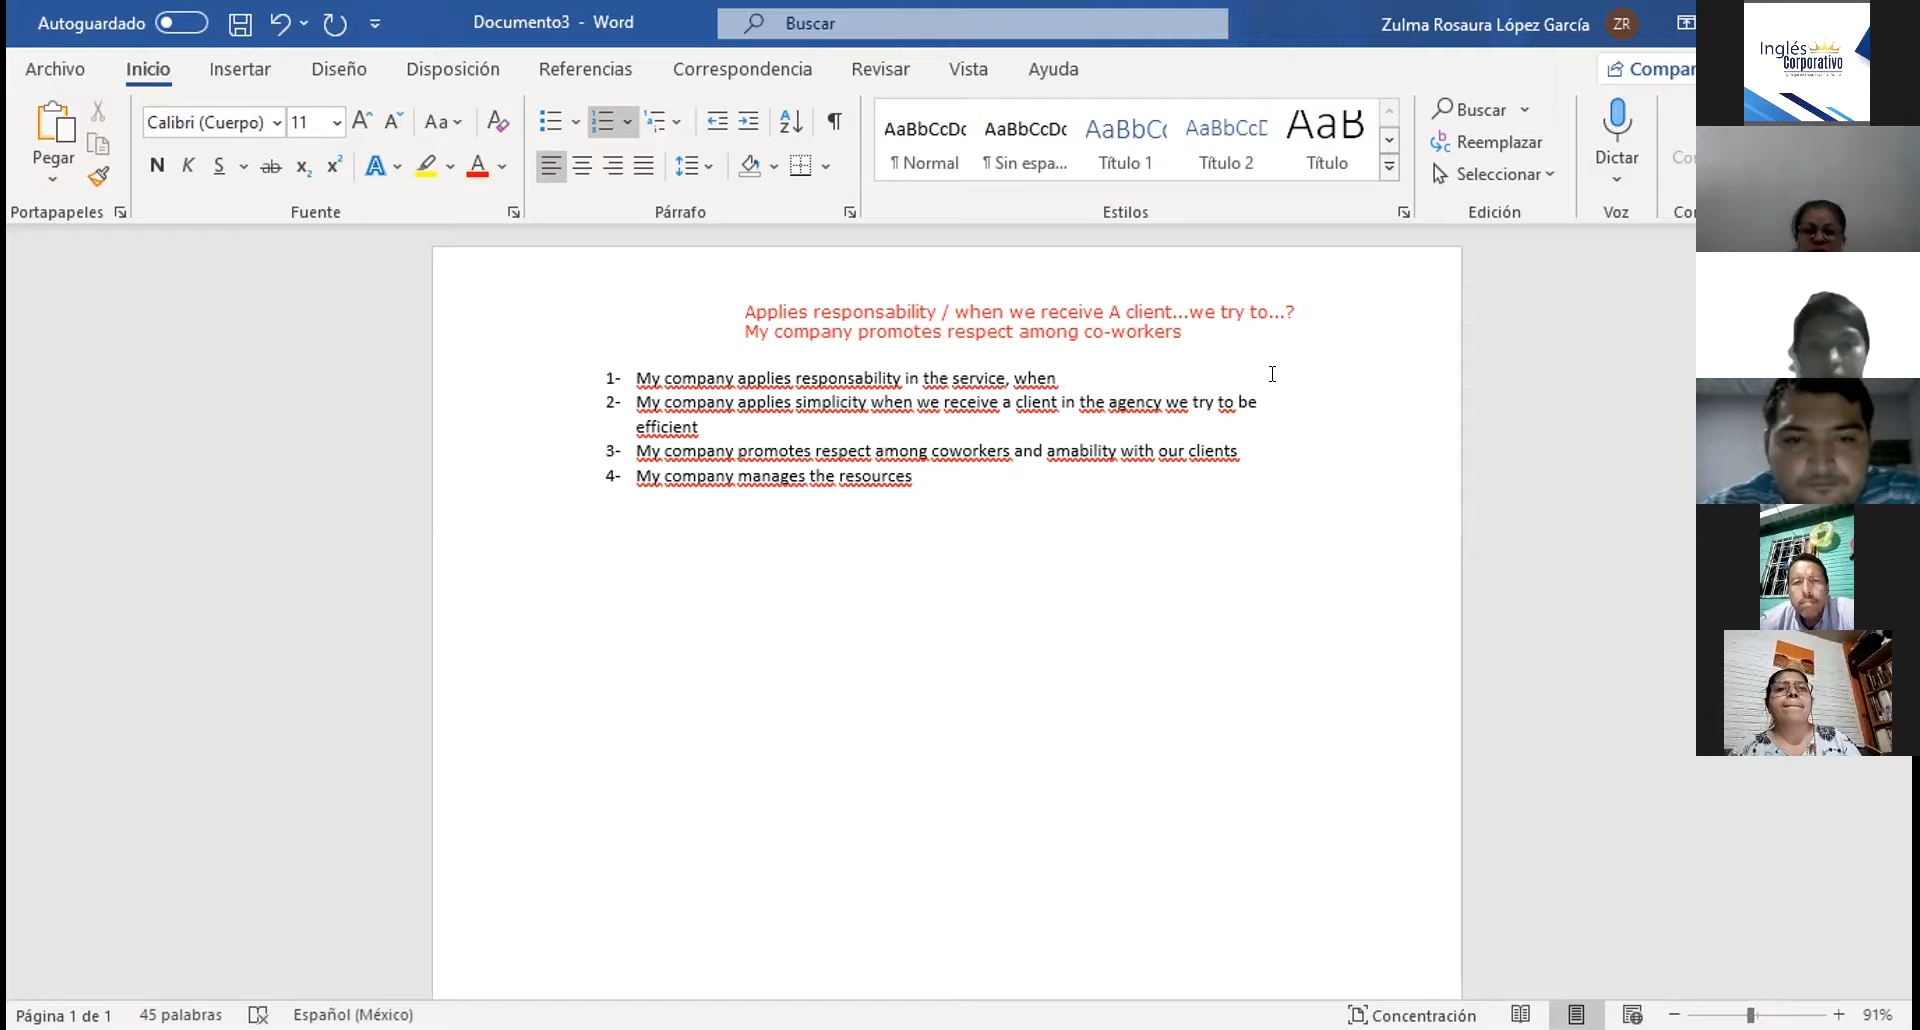 Autoguardado
Documento3 - Word
Buscar
Zulma Rosaura López García
ZR
Archivo
Inicio
Insertar
Diseño
Disposición
Referencias
Correspondencia
Revisar
Vista
Ayuda
Compar
Pegar
Portapapeles
Calibri (Cuerpo)
11
Aa
N K S ab x₂ x² A A
Fuente
Párrafo
AaBbCcDc
¶ Normal
AaBbCcDc
¶ Sin espa...
AaBbCc
Título 1
AaBbCcD
Título 2
AaB
Título
Estilos
Buscar
Reemplazar
Seleccionar
Edición
Dictar
Voz
Inglés
Corporativo
Applies responsability / when we receive A client...we try to...?
My company promotes respect among co-workers
1- My company applies responsability in the service, when
2- My company applies simplicity when we receive a client in the agency we try to be
efficient
3- My company promotes respect among coworkers and amability with our clients
4- My company manages the resources
Página 1 de 1
45 palabras
Español (México)
Concentración
91%